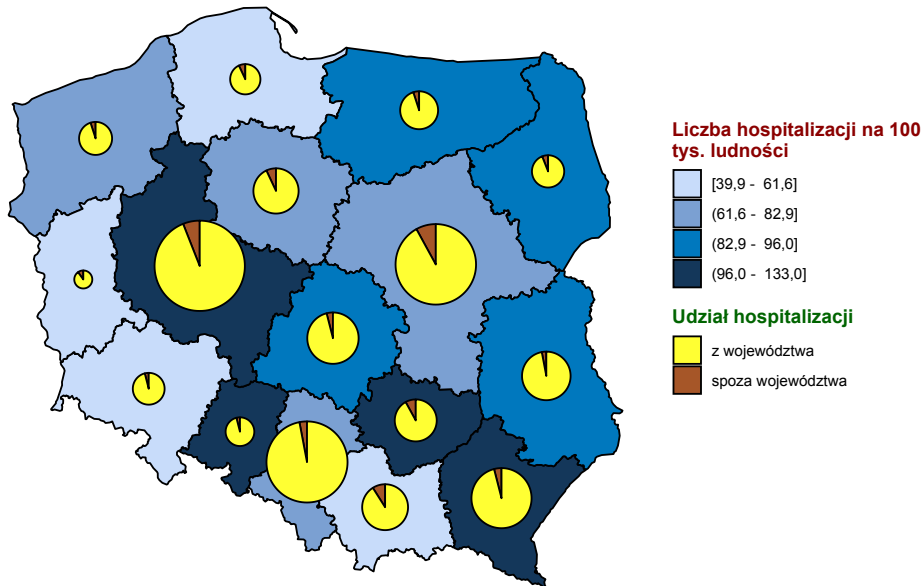 Liczba hospitalizacji na 100
tys. ludności
[39,9 - 61,6]
(61,6 - 82,9]
(82,9 - 96,0]
(96,0 - 133,0]
Udział hospitalizacji
z województwa
spoza województwa